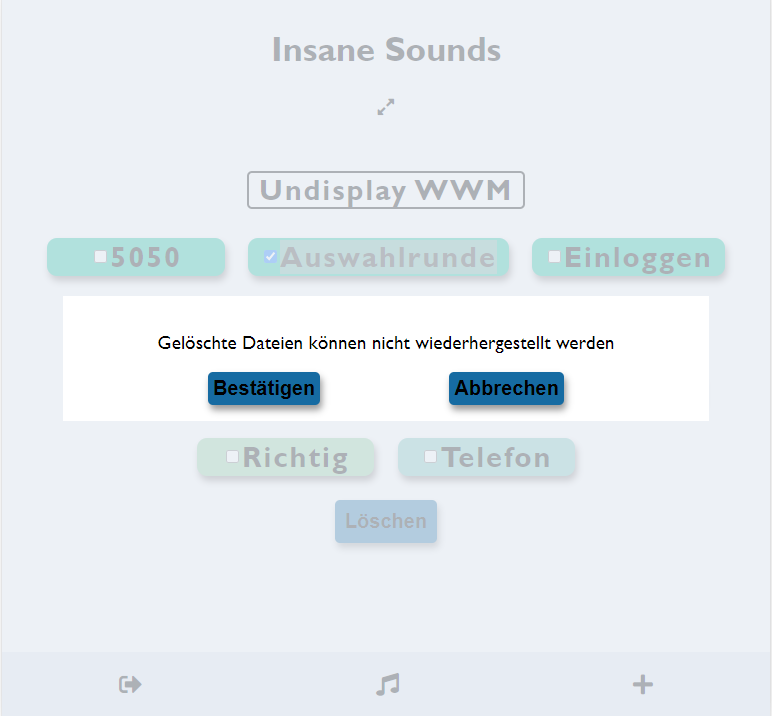 Insane Sounds
Undisplay WWM
5050 Auswahlrunde Einloggen
Gelöschte Dateien können nicht wiederhergestellt werden
Bestätigen Abbrechen
Richtig Telefon
Löschen